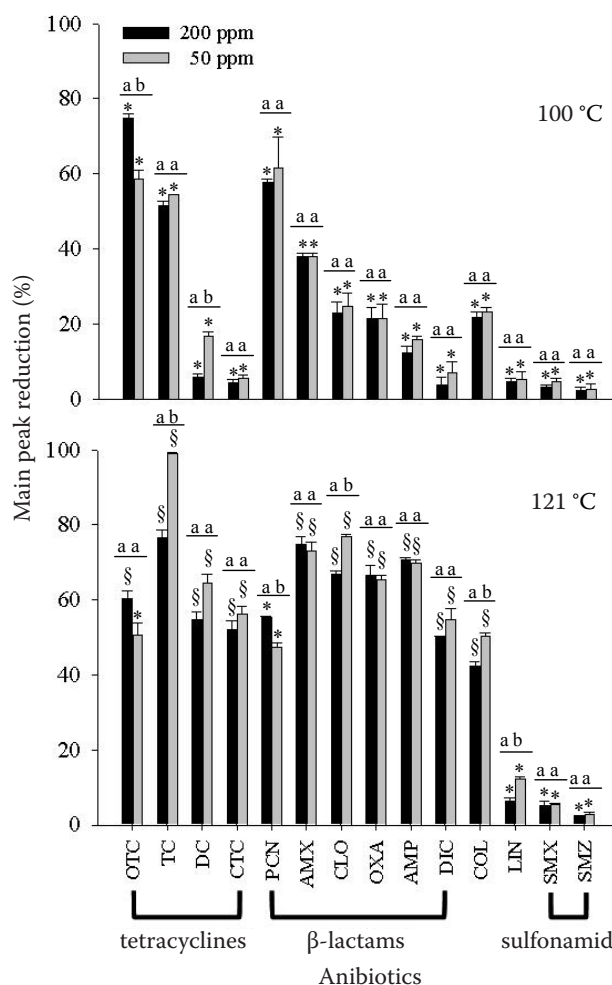 Main peak reduction (%)
100
80
60
40
20
0
200 ppm
50 ppm
100 °C
a b
* *
a a
* *
a b
* *
a a
* *
a a
* *
a a
* *
a a
* *
a a
* *
a a
* *
a a
* *
a a
* *
a a
* *
a a
* *
a a
* *
100
80
60
40
20
0
121 °C
a a
§ *
a b
§ §
a a
§ §
a a
§ §
a b
* *
a a
§ §
a b
§ §
a a
§ §
a a
§ §
a a
§ §
a b
§ §
a b
* *
a a
* *
a a
* *
OTC
TC
DC
CTC
PCN
AMX
CLO
OXA
AMP
DIC
COL
LIN
SMX
SMZ
tetracyclines β-lactams sulfonamid
Anibiotics